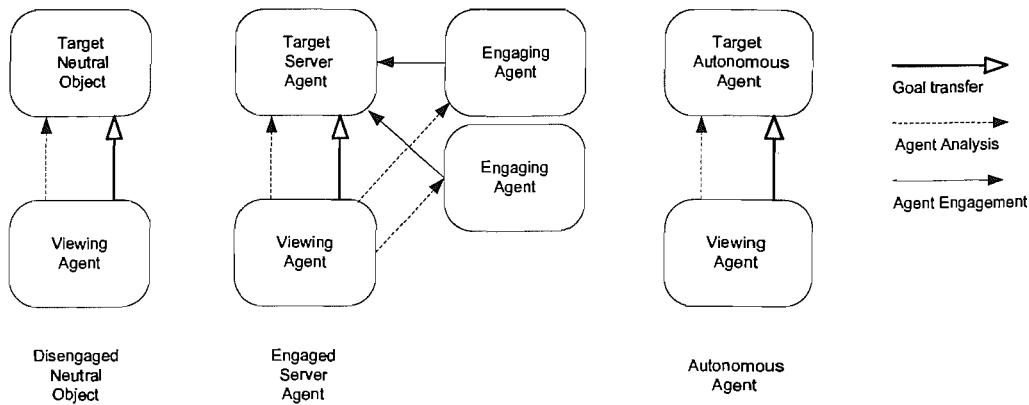 Target
Neutral
Object
Viewing
Agent
Disengaged
Neutral
Object
Target
Server
Agent
Engaging
Agent
Engaging
Agent
Viewing
Agent
Engaged
Server
Agent
Target
Autonomous
Agent
Viewing
Agent
Autonomous
Agent
Goal transfer
Agent Analysis
Agent Engagement